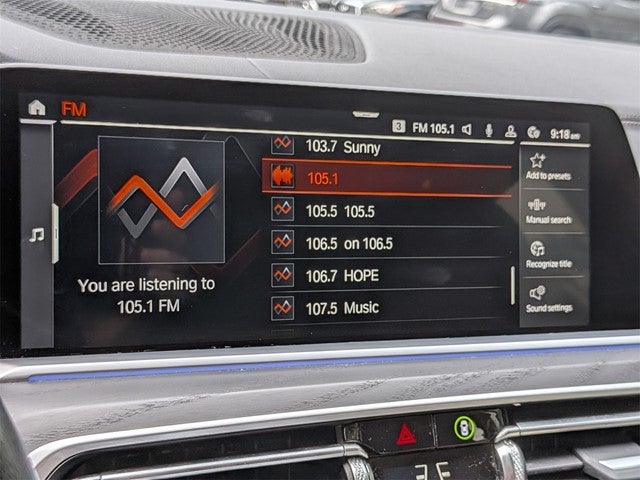 FM
3 FM 105.1 9:18 am
103.7 Sunny
105.1
105.5 105.5
106.5 on 106.5
106.7 HOPE
107.5 Music
You are listening to
105.1 FM
Add to presets
Manual search
Recognize title
Sound settings